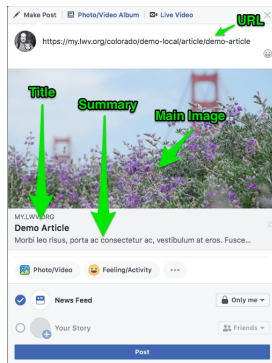 Make Post Photo/Video Album Live Video
URL
https://my.lwv.org/colorado/demo-local/article/demo-article
Title
Summary
Main Image
MY.LWV.ORG
Demo Article
Morbi leo risus, porta ac consectetur ac, vestibulum at eros. Fusce...
Photo/Video Feeling/Activity
News Feed Only me
Your Story Friends
Post